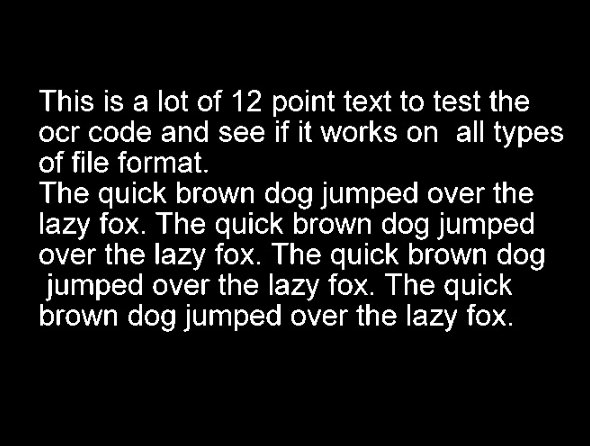 This is a lot of 12 point text to test the
ocr code and see if it works on  all types
of file format.
The quick brown dog jumped over the
lazy fox. The quick brown dog jumped
over the lazy fox. The quick brown dog
 jumped over the lazy fox. The quick
brown dog jumped over the lazy fox.